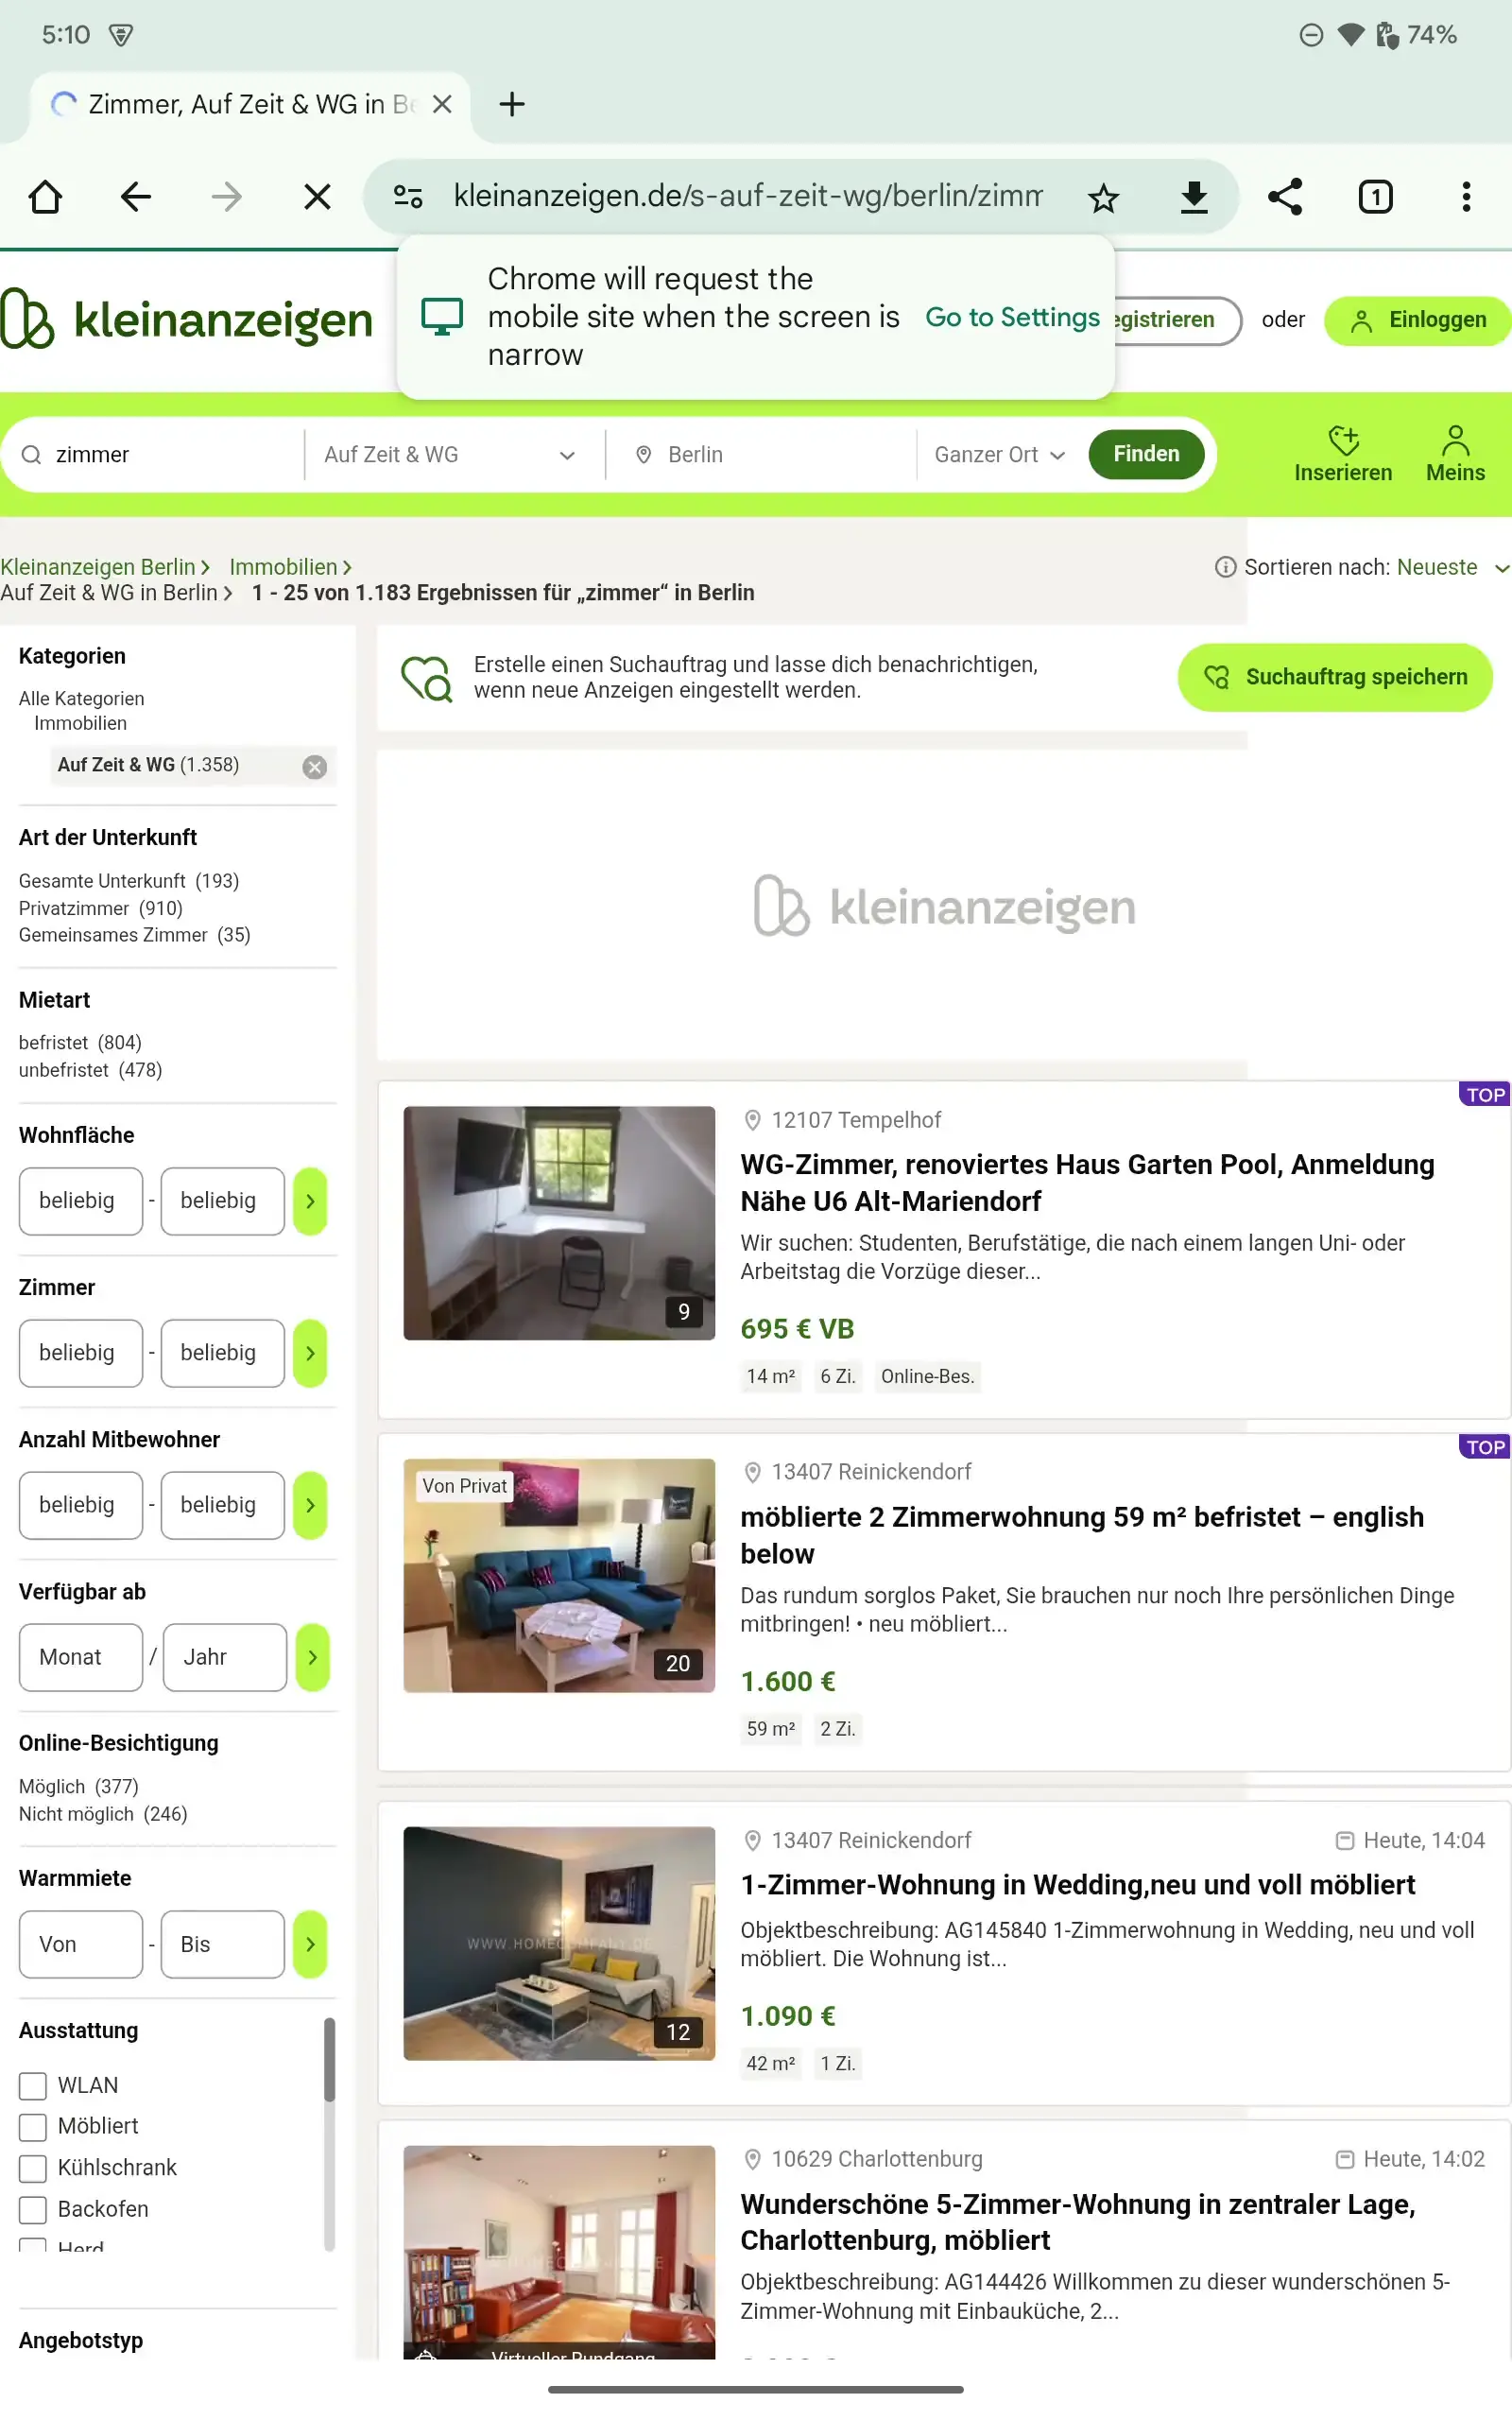 5:10
74%
Zimmer, Auf Zeit & WG in Be
kleinanzeigen.de/s-auf-zeit-wg/berlin/zimm
1
Chrome will request the
mobile site when the screen is
narrow
Go to Settings
kleinanzeigen
egistrieren
oder
Einloggen
zimmer
Auf Zeit & WG
Berlin
Ganzer Ort
Finden
Inserieren
Meins
Kleinanzeigen Berlin
Immobilien
Auf Zeit & WG in Berlin
1 - 25 von 1.183 Ergebnissen für „zimmer“ in Berlin
Sortieren nach: Neueste
Kategorien
Alle Kategorien
Immobilien
Auf Zeit & WG (1.358)
Art der Unterkunft
Gesamte Unterkunft (193)
Privatzimmer (910)
Gemeinsames Zimmer (35)
Mietart
befristet (804)
unbefristet (478)
Wohnfläche
beliebig - beliebig
Zimmer
beliebig - beliebig
Anzahl Mitbewohner
beliebig - beliebig
Verfügbar ab
Monat / Jahr
Online-Besichtigung
Möglich (377)
Nicht möglich (246)
Warmmiete
Von - Bis
Ausstattung
WLAN
Möbliert
Kühlschrank
Backofen
Herd
Angebotstyp
Erstelle einen Suchauftrag und lasse dich benachrichtigen,
wenn neue Anzeigen eingestellt werden.
Suchauftrag speichern
kleinanzeigen
TOP
9
12107 Tempelhof
WG-Zimmer, renoviertes Haus Garten Pool, Anmeldung
Nähe U6 Alt-Mariendorf
Wir suchen: Studenten, Berufstätige, die nach einem langen Uni- oder
Arbeitstag die Vorzüge dieser...
695 € VB
14 m² 6 Zi. Online-Bes.
TOP
Von Privat
20
13407 Reinickendorf
möblierte 2 Zimmerwohnung 59 m² befristet – english
below
Das rundum sorglos Paket, Sie brauchen nur noch Ihre persönlichen Dinge
mitbringen! • neu möbliert...
1.600 €
59 m² 2 Zi.
WWW.HOMECOMPANY.DE
12
13407 Reinickendorf
Heute, 14:04
1-Zimmer-Wohnung in Wedding,neu und voll möbliert
Objektbeschreibung: AG145840 1-Zimmerwohnung in Wedding, neu und voll
möbliert. Die Wohnung ist...
1.090 €
42 m² 1 Zi.
Virtueller Rundgang
10629 Charlottenburg
Heute, 14:02
Wunderschöne 5-Zimmer-Wohnung in zentraler Lage,
Charlottenburg, möbliert
Objektbeschreibung: AG144426 Willkommen zu dieser wunderschönen 5-
Zimmer-Wohnung mit Einbauküche, 2...